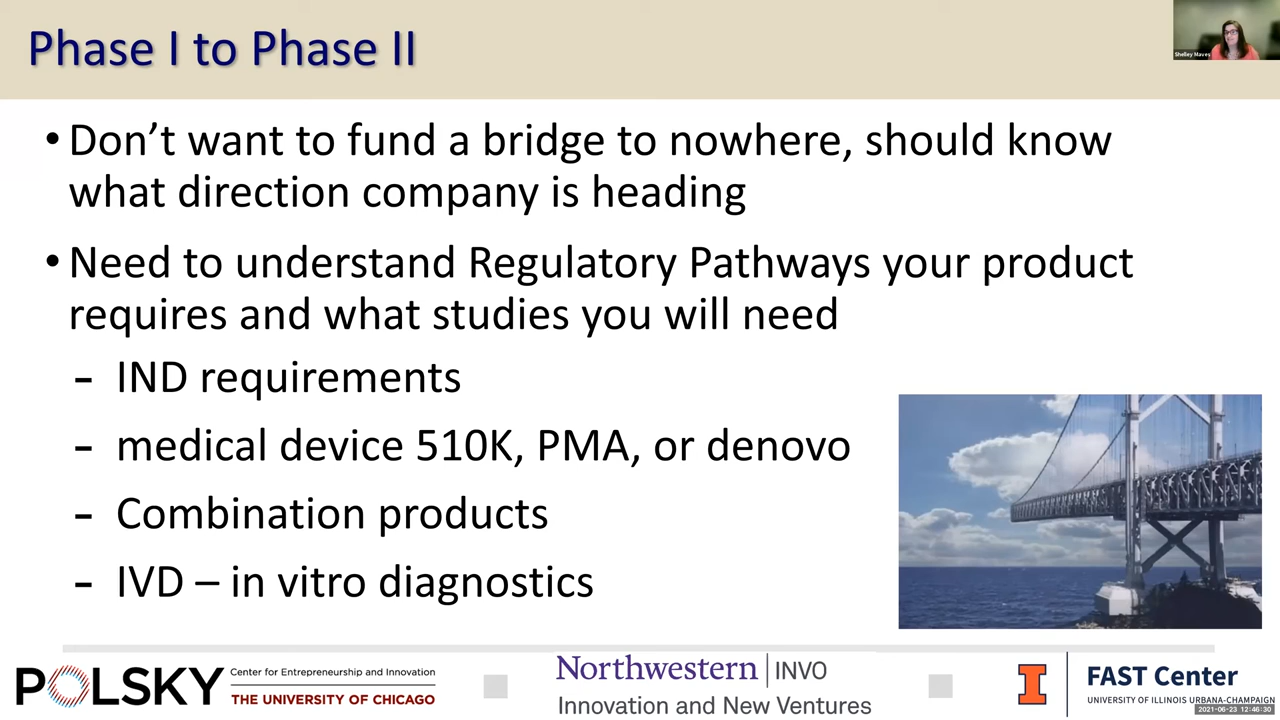 Phase I to Phase II
Shelley Maves
• Don’t want to fund a bridge to nowhere, should know
what direction company is heading
• Need to understand Regulatory Pathways your product
requires and what studies you will need
- IND requirements
- medical device 510K, PMA, or denovo
- Combination products
- IVD – in vitro diagnostics
POLSKY
Center for Entrepreneurship and Innovation
THE UNIVERSITY OF CHICAGO
Northwestern | INVO
Innovation and New Ventures
I
FAST Center
UNIVERSITY OF ILLINOIS URBANA-CHAMPAIGN
2021-06-23 12:46:30